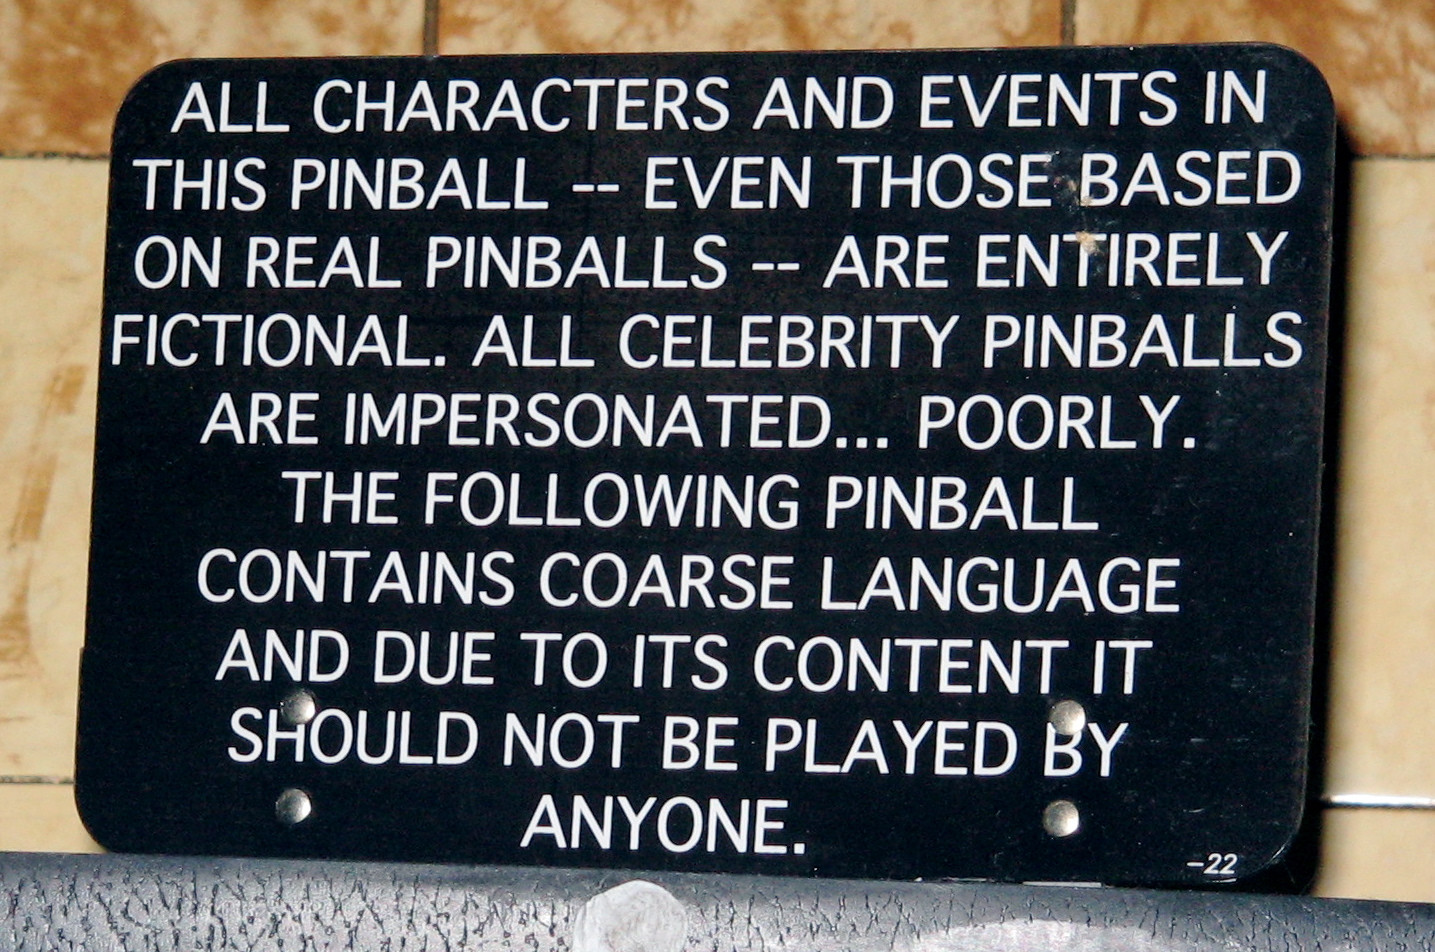 ALL CHARACTERS AND EVENTS IN
THIS PINBALL -- EVEN THOSE BASED
ON REAL PINBALLS -- ARE ENTIRELY
FICTIONAL. ALL CELEBRITY PINBALLS
ARE IMPERSONATED... POORLY.
THE FOLLOWING PINBALL
CONTAINS COARSE LANGUAGE
AND DUE TO ITS CONTENT IT
SHOULD NOT BE PLAYED BY
ANYONE.
-22